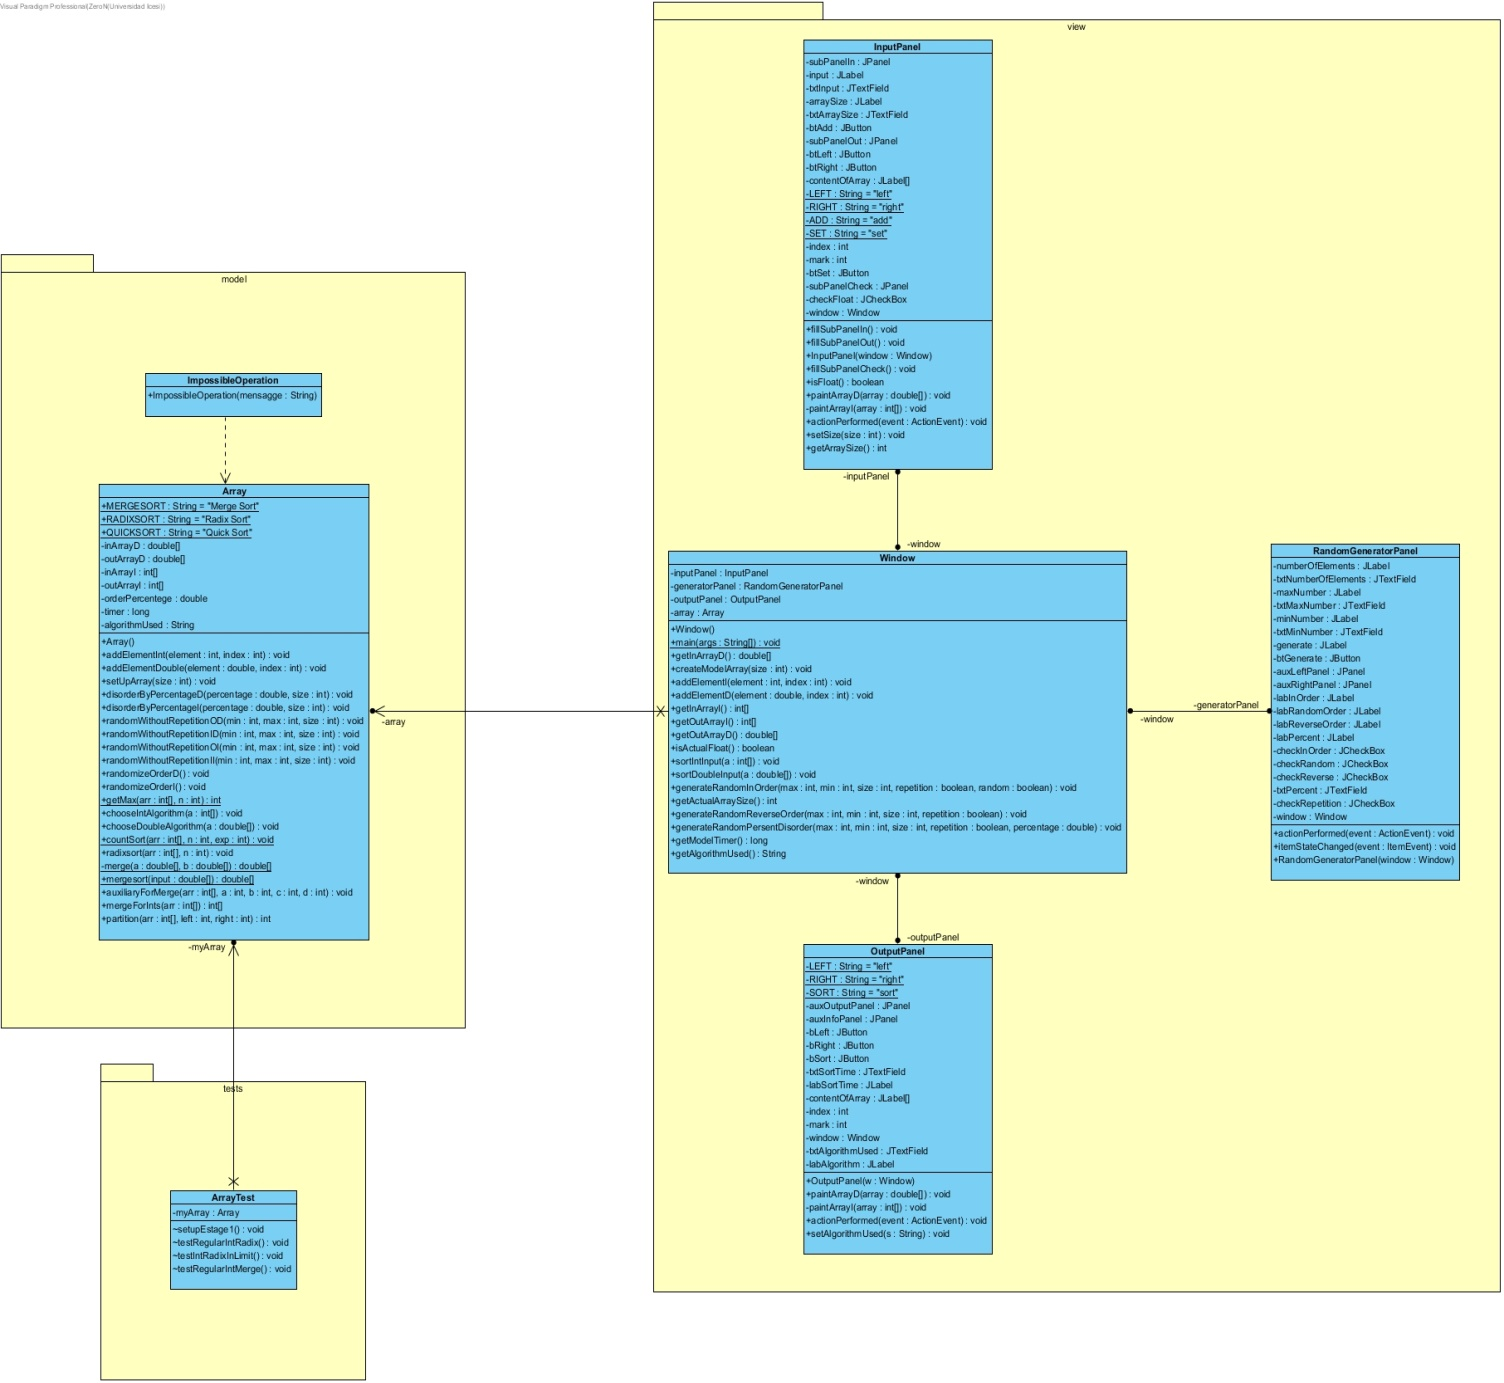 Visual Paradigm Professional[ZeroN(Universidad Icesi)]
view
InputPanel
-subPanelIn : JPanel
-input : JLabel
-txtInput : JTextField
-arraySize : JLabel
-txtArraySize : JTextField
-btAdd : JButton
-subPanelOut : JPanel
-btLeft : JButton
-btRight : JButton
-contentOfArray : JLabel[]
-LEFT : String = "left"
-RIGHT : String = "right"
-ADD : String = "add"
-SET : String = "set"
-index : int
-mark : int
-btSet : JButton
-subPanelCheck : JPanel
-checkFloat : JCheckBox
-window : Window
+fillSubPanelIn() : void
+fillSubPanelOut() : void
+InputPanel(window : Window)
+fillSubPanelCheck() : void
+isFloat() : boolean
+paintArrayD(array : double[]) : void
-paintArrayI(array : int[]) : void
+actionPerformed(event : ActionEvent) : void
+setSize(size : int) : void
+getArraySize() : int
-inputPanel
-window
model
ImpossibleOperation
+ImpossibleOperation(mensagge : String)
Array
+MERGESORT : String = "Merge Sort"
+RADIXSORT : String = "Radix Sort"
+QUICKSORT : String = "Quick Sort"
-inArrayD : double[]
-outArrayD : double[]
-inArrayI : int[]
-outArrayI : int[]
-orderPercentege : double
-timer : long
-algorithmUsed : String
+Array()
+addElementInt(element : int, index : int) : void
+addElementDouble(element : double, index : int) : void
+setUpArray(size : int) : void
+disorderByPercentageD(percentage : double, size : int) : void
+disorderByPercentageI(percentage : double, size : int) : void
+randomWithoutRepetitionOD(min : int, max : int, size : int) : void
+randomWithoutRepetitionID(min : int, max : int, size : int) : void
+randomWithoutRepetitionOI(min : int, max : int, size : int) : void
+randomWithoutRepetitionII(min : int, max : int, size : int) : void
+randomizeOrderD() : void
+randomizeOrderI() : void
+getMax(arr : int[], n : int) : int
+chooseIntAlgorithm(a : int[]) : void
+chooseDoubleAlgorithm(a : double[]) : void
+countSort(arr : int[], n : int, exp : int) : void
+radixsort(arr : int[], n : int) : void
-merge(a : double[], b : double[]) : double[]
+mergesort(input : double[]) : double[]
+auxiliaryForMerge(arr : int[], a : int, b : int, c : int, d : int) : void
+mergeForInts(arr : int[]) : int[]
+partition(arr : int[], left : int, right : int) : int
-myArray
-array
Window
-inputPanel : InputPanel
-generatorPanel : RandomGeneratorPanel
-outputPanel : OutputPanel
-array : Array
+Window()
+main(args : String[]) : void
+getInArrayD() : double[]
+createModelArray(size : int) : void
+addElementI(element : int, index : int) : void
+addElementD(element : double, index : int) : void
+getInArrayI() : int[]
+getOutArrayI() : int[]
+getOutArrayD() : double[]
+isActualFloat() : boolean
+sortIntInput(a : int[]) : void
+sortDoubleInput(a : double[]) : void
+generateRandomInOrder(max : int, min : int, size : int, repetition : boolean, random : boolean) : void
+getActualArraySize() : int
+generateRandomReverseOrder(max : int, min : int, size : int, repetition : boolean) : void
+generateRandomPersentDisorder(max : int, min : int, size : int, repetition : boolean, percentage : double) : void
+getModelTimer() : long
+getAlgorithmUsed() : String
-window
-generatorPanel
RandomGeneratorPanel
-numberOfElements : JLabel
-txtNumberOfElements : JTextField
-maxNumber : JLabel
-txtMaxNumber : JTextField
-minNumber : JLabel
-txtMinNumber : JTextField
-generate : JLabel
-btGenerate : JButton
-auxLeftPanel : JPanel
-auxRightPanel : JPanel
-labInOrder : JLabel
-labRandomOrder : JLabel
-labReverseOrder : JLabel
-labPercent : JLabel
-checkInOrder : JCheckBox
-checkRandom : JCheckBox
-checkReverse : JCheckBox
-txtPercent : JTextField
-checkRepetition : JCheckBox
-window : Window
+actionPerformed(event : ActionEvent) : void
+itemStateChanged(event : ItemEvent) : void
+RandomGeneratorPanel(window : Window)
-window
-outputPanel
OutputPanel
-LEFT : String = "left"
-RIGHT : String = "right"
-SORT : String = "sort"
-auxOutputPanel : JPanel
-auxInfoPanel : JPanel
-bLeft : JButton
-bRight : JButton
-bSort : JButton
-txtSortTime : JTextField
-labSortTime : JLabel
-contentOfArray : JLabel[]
-index : int
-mark : int
-window : Window
-txtAlgorithmUsed : JTextField
-labAlgorithm : JLabel
+OutputPanel(w : Window)
+paintArrayD(array : double[]) : void
-paintArrayI(array : int[]) : void
+actionPerformed(event : ActionEvent) : void
+setAlgorithmUsed(s : String) : void
tests
ArrayTest
-myArray : Array
~setupEstage1() : void
~testRegularIntRadix() : void
~testIntRadixInLimit() : void
~testRegularIntMerge() : void